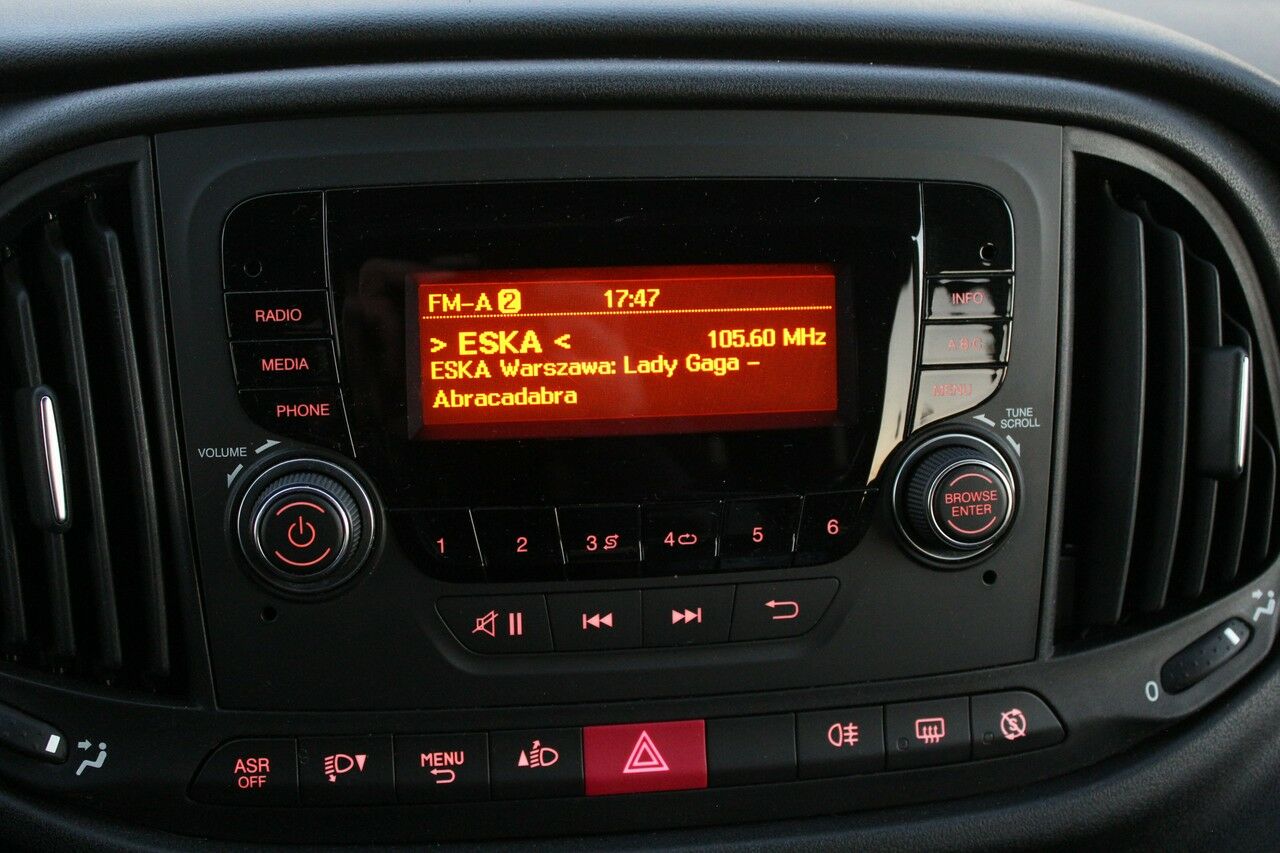 FM-A 2 17:47
> ESKA < 105.60 MHz
ESKA Warszawa: Lady Gaga -
Abracadabra
RADIO
MEDIA
PHONE
INFO
A B C
MENU
VOLUME
TUNE
SCROLL
BROWSE
ENTER
1 2 3 4 5 6
0
ASR
OFF
MENU